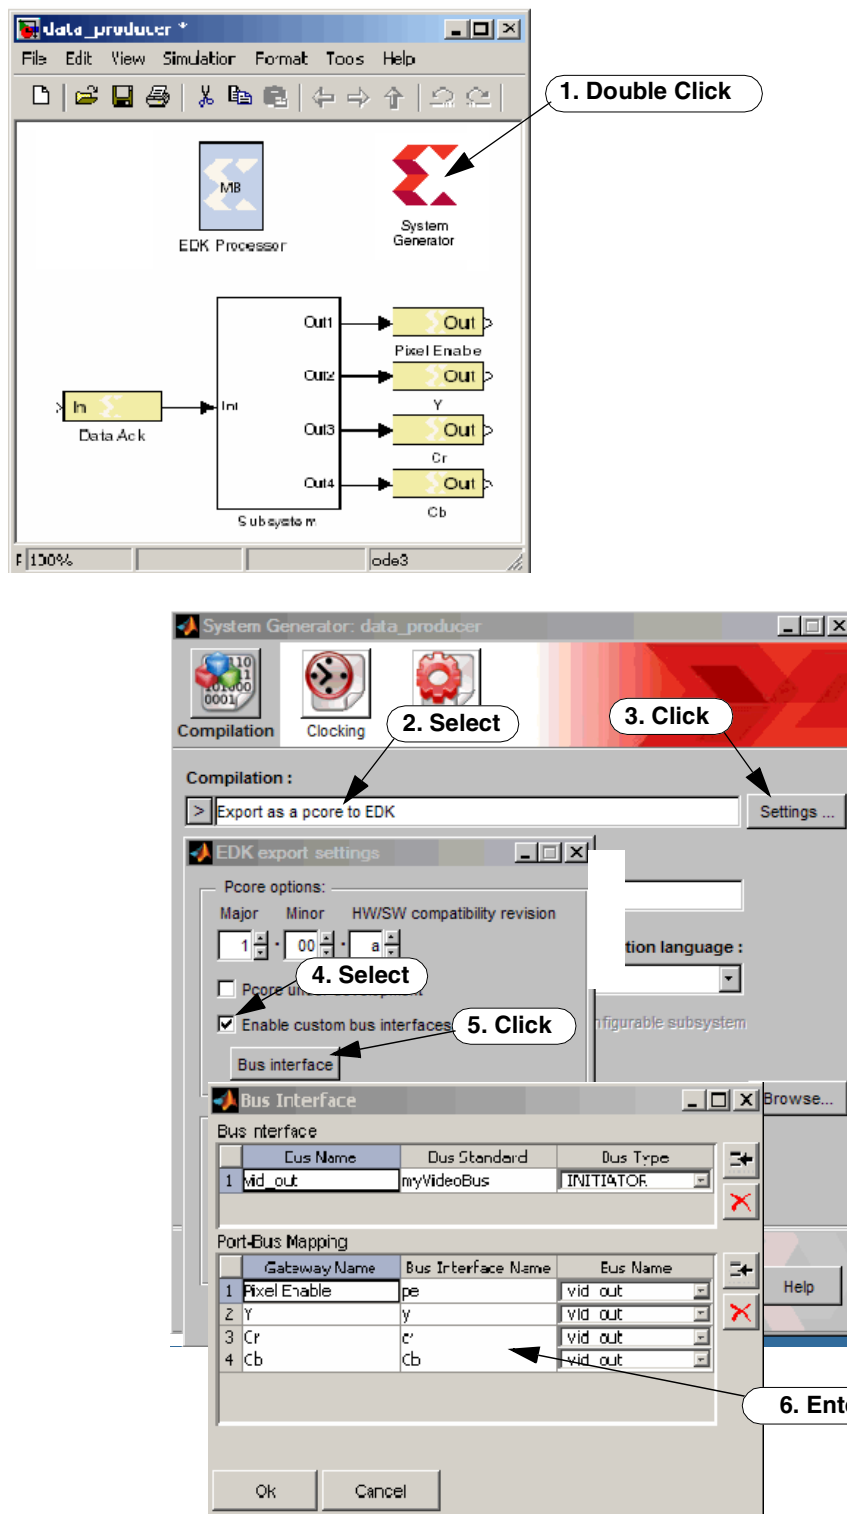 data_producer *
File Edit View Simulation Format Tools Help
1. Double Click
MB
EDK Processor
System
Generator
Out1
Out
Pixel Enable
Out2
Out
Y
In
Int
Data Ack
Out3
Out
Cr
Out4
Out
Cb
Subsystem
100%
ode3
System Generator: data_producer
Compilation
Clocking
2. Select
3. Click
Compilation :
> Export as a pcore to EDK
Settings ...
EDK export settings
Pcore options:
Major Minor HW/SW compatibility revision
1 . 00 . a
tion language :
4. Select
Pcore under development
Enable custom bus interfaces
5. Click
nfigurable subsystem
Bus interface
Browse...
Bus Interface
Bus Interface
Bus Name Bus Standard Bus Type
1 vid_out myVideoBus INITIATOR
Port-Bus Mapping
Gateway Name Bus Interface Name Bus Name
1 Pixel Enable pe vid_out
2 Y y vid_out
3 Cr cr vid_out
4 Cb Cb vid_out
Help
6. Ente
Ok
Cancel